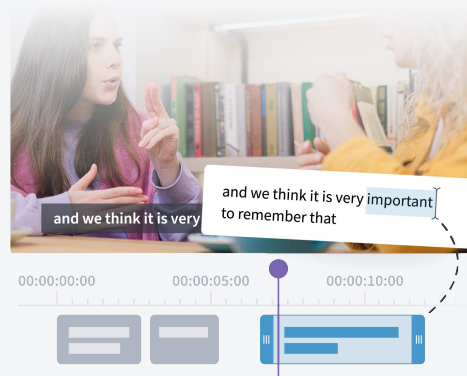 and we think it is very important
to remember that
and we think it is very
00:00:00:00 00:00:05:00 00:00:10:00